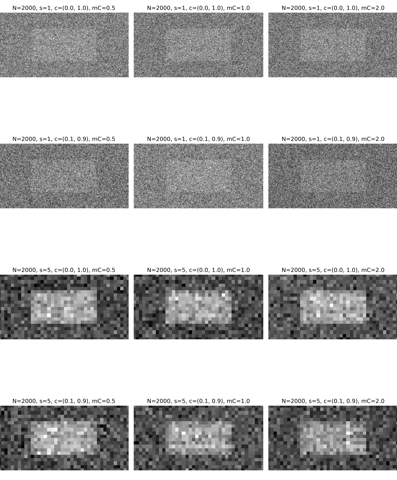 N=2000, s=1, c=(0.0, 1.0), mC=0.5
N=2000, s=1, c=(0.0, 1.0), mC=1.0
N=2000, s=1, c=(0.0, 1.0), mC=2.0
N=2000, s=1, c=(0.1, 0.9), mC=0.5
N=2000, s=1, c=(0.1, 0.9), mC=1.0
N=2000, s=1, c=(0.1, 0.9), mC=2.0
N=2000, s=5, c=(0.0, 1.0), mC=0.5
N=2000, s=5, c=(0.0, 1.0), mC=1.0
N=2000, s=5, c=(0.0, 1.0), mC=2.0
N=2000, s=5, c=(0.1, 0.9), mC=0.5
N=2000, s=5, c=(0.1, 0.9), mC=1.0
N=2000, s=5, c=(0.1, 0.9), mC=2.0